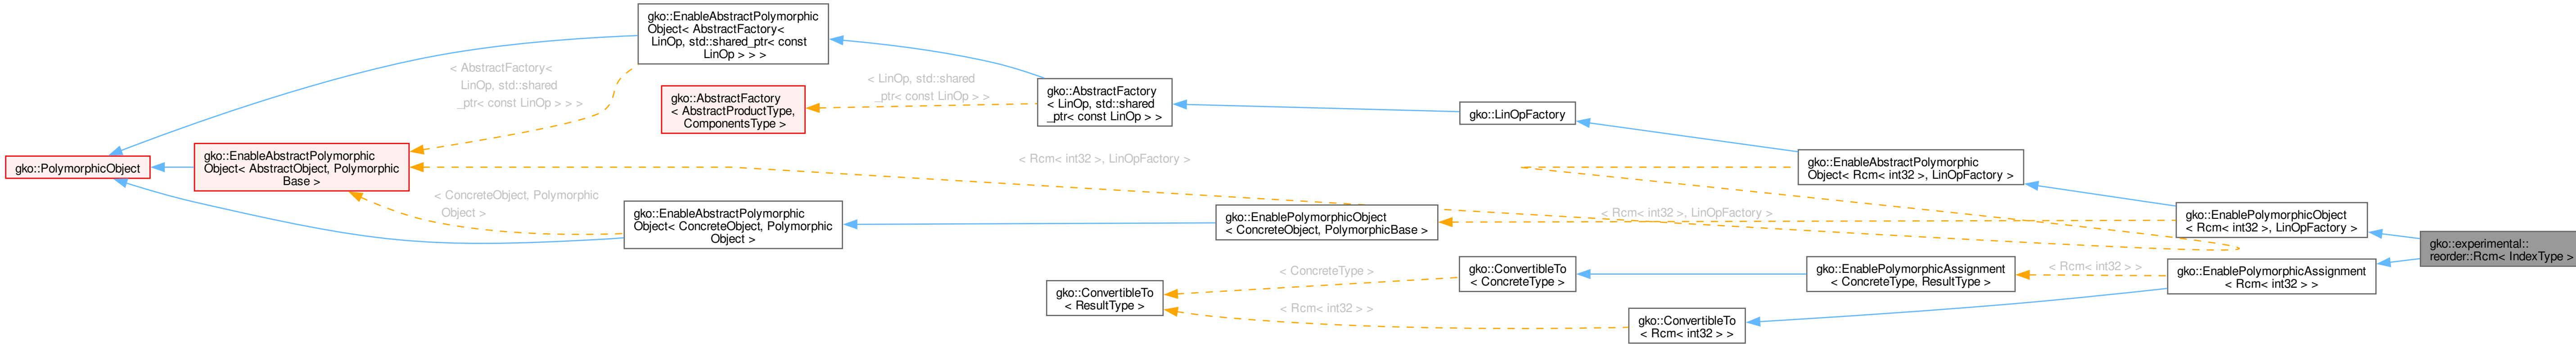 gko::EnableAbstractPolymorphic
Object< AbstractFactory<
LinOp, std::shared_ptr< const
LinOp > > >
< AbstractFactory<
LinOp, std::shared
_ptr< const LinOp > > >
gko::AbstractFactory
< AbstractProductType,
ComponentsType >
< LinOp, std::shared
_ptr< const LinOp > >
gko::AbstractFactory
< LinOp, std::shared
_ptr< const LinOp > >
gko::LinOpFactory
gko::PolymorphicObject
gko::EnableAbstractPolymorphic
Object< AbstractObject, Polymorphic
Base >
< Rcm< int32 >, LinOpFactory >
gko::EnableAbstractPolymorphic
Object< Rcm< int32 >, LinOpFactory >
< ConcreteObject, Polymorphic
Object >
gko::EnableAbstractPolymorphic
Object< ConcreteObject, Polymorphic
Object >
gko::EnablePolymorphicObject
< ConcreteObject, PolymorphicBase >
< Rcm< int32 >, LinOpFactory >
gko::EnablePolymorphicObject
< Rcm< int32 >, LinOpFactory >
gko::experimental::
reorder::Rcm< IndexType >
gko::ConvertibleTo
< ResultType >
< ConcreteType >
< Rcm< int32 > >
gko::ConvertibleTo
< ConcreteType >
gko::EnablePolymorphicAssignment
< ConcreteType, ResultType >
< Rcm< int32 > >
gko::EnablePolymorphicAssignment
< Rcm< int32 > >
gko::ConvertibleTo
< Rcm< int32 > >